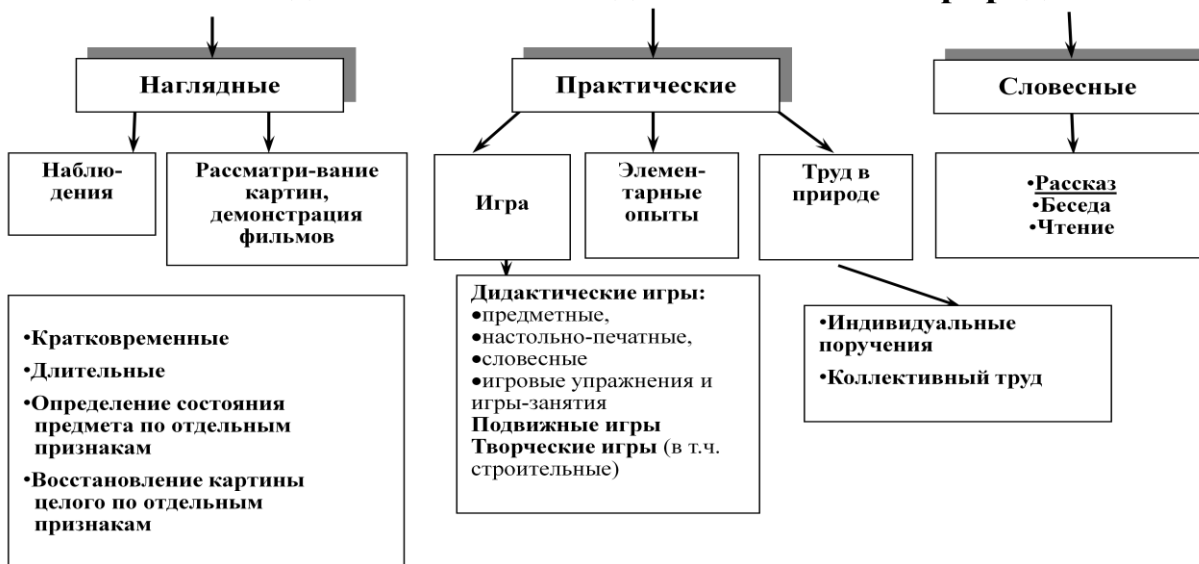 Наглядные
Практические
Словесные
Наблю-
дения
Рассматри-вание
картин,
демонстрация
фильмов
Игра
Элемен-
тарные
опыты
Труд в
природе
•Рассказ
•Беседа
•Чтение
•Кратковременные
•Длительные
•Определение состояния
предмета по отдельным
признакам
•Восстановление картины
целого по отдельным
признакам
Дидактические игры:
●предметные,
●настольно-печатные,
●словесные
●игровые упражнения и
игры-занятия
Подвижные игры
Творческие игры (в т.ч.
строительные)
•Индивидуальные
поручения
•Коллективный труд